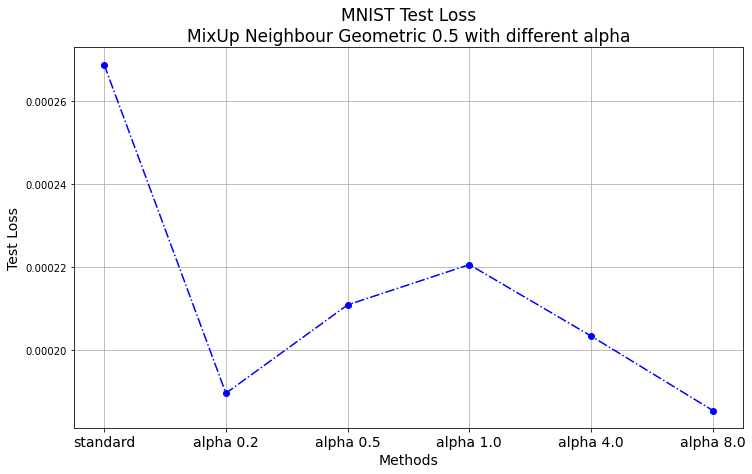 MNIST Test Loss
MixUp Neighbour Geometric 0.5 with different alpha
0.00026
0.00024
0.00022
0.00020
Test Loss
standard alpha 0.2 alpha 0.5 alpha 1.0 alpha 4.0 alpha 8.0
Methods